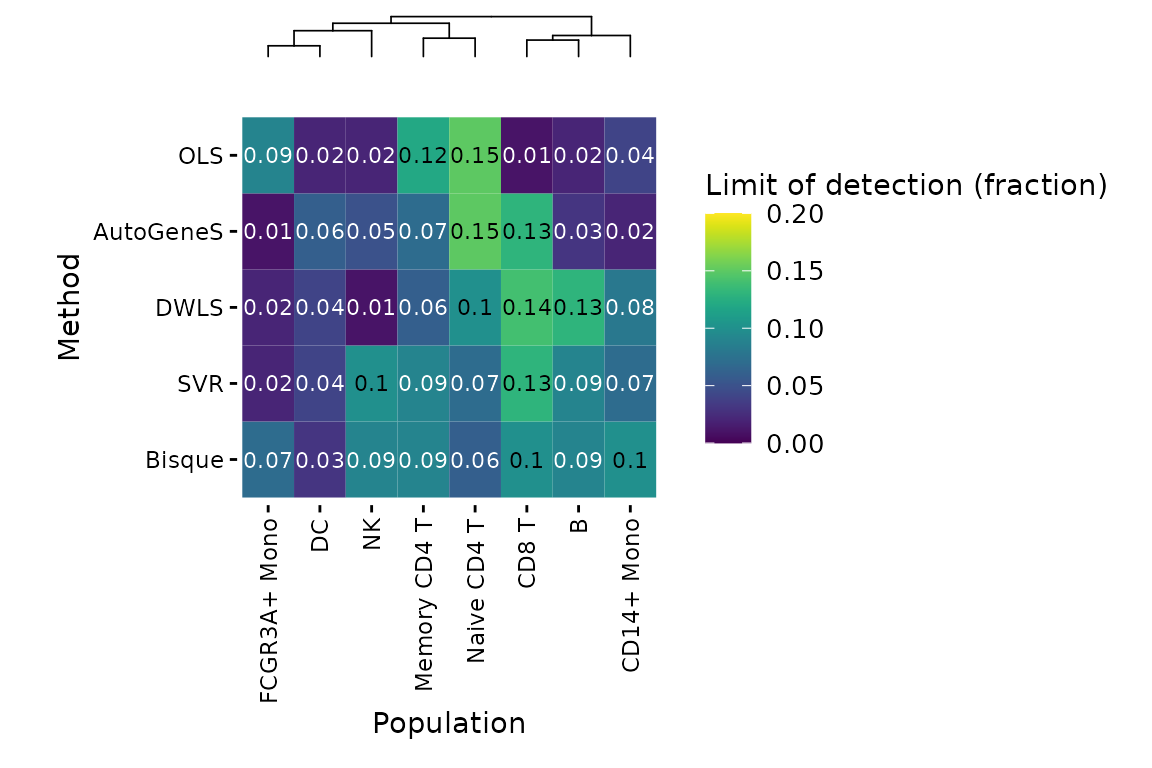 OLS 0.09 0.02 0.02 0.12 0.15 0.01 0.02 0.04
AutoGeneS 0.01 0.06 0.05 0.07 0.15 0.13 0.03 0.02
DWLS 0.02 0.04 0.01 0.06 0.1 0.14 0.13 0.08
SVR 0.02 0.04 0.1 0.09 0.07 0.13 0.09 0.07
Bisque 0.07 0.03 0.09 0.09 0.06 0.1 0.09 0.1
Method
FCGR3A+ Mono
DC
NK
Memory CD4 T
Naive CD4 T
CD8 T
B
CD14+ Mono
Population
Limit of detection (fraction)
0.20
0.15
0.10
0.05
0.00